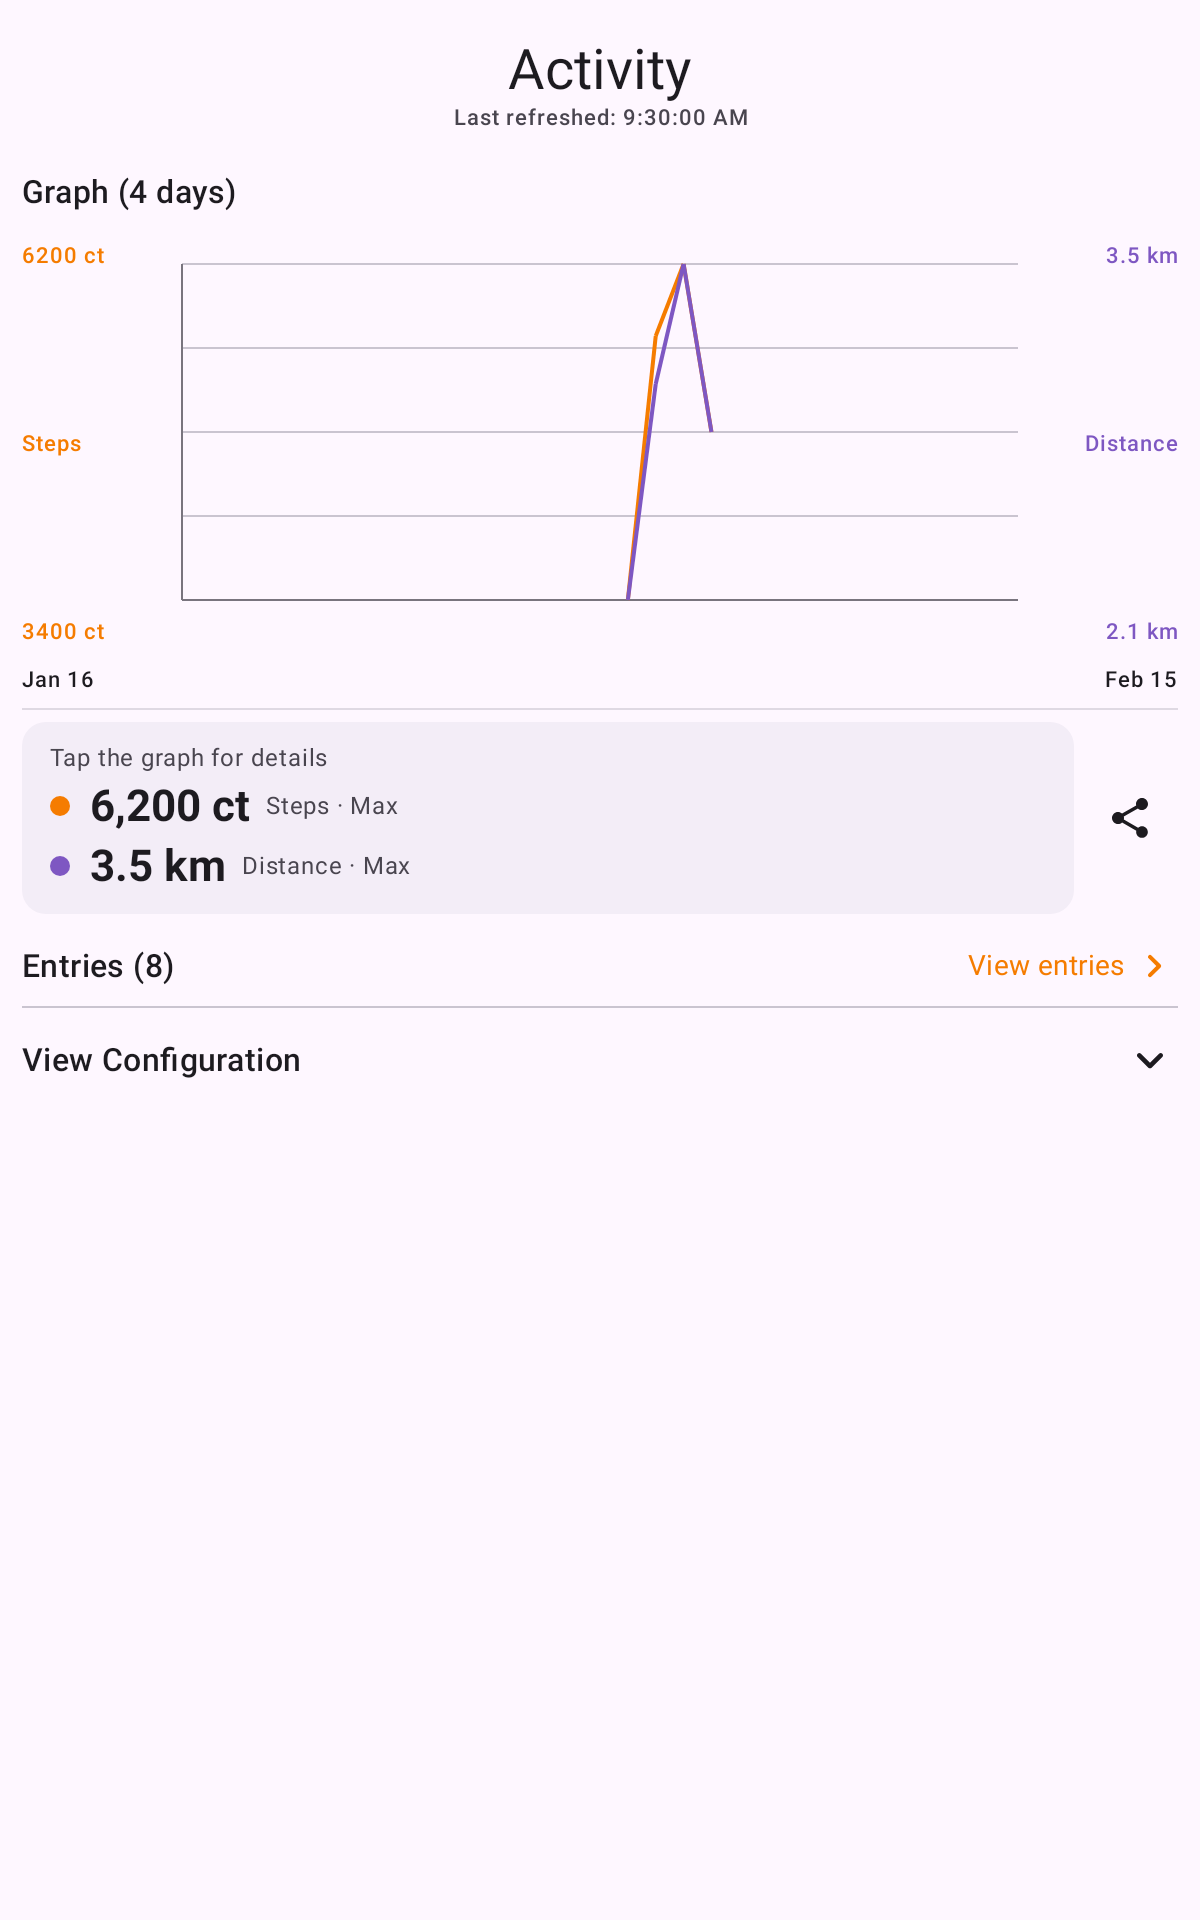 Activity
Last refreshed: 9:30:00 AM
Graph (4 days)
6200 ct
3.5 km
Steps
Distance
3400 ct
2.1 km
Jan 16
Feb 15
Tap the graph for details
6,200 ct Steps · Max
3.5 km Distance · Max
Entries (8)
View entries
View Configuration